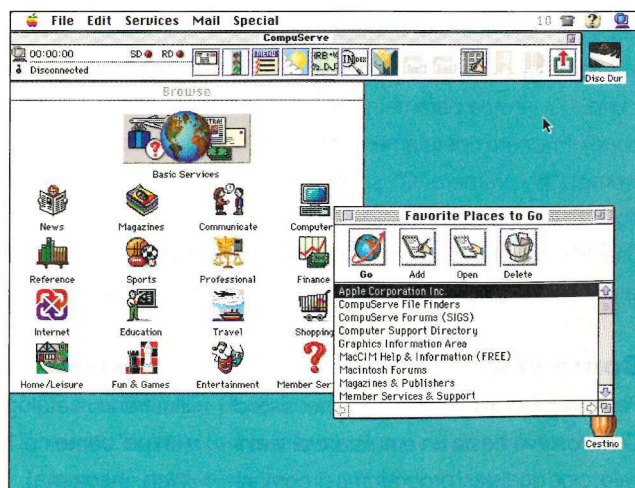 File Edit Services Mail Special
CompuServe
00:00:00 SD RD
Disconnected
MENU
INDEX
Disc Dur
Browse
EXTRA!
Basic Services
News Magazines Communicate Computer
Reference Sports Professional Finance
Internet Education Travel Shopping
Home/Leisure Fun & Games Entertainment Member Ser
Favorite Places to Go
Go Add Open Delete
Apple Corporation Inc.
CompuServe File Finders
CompuServe Forums (SIGS)
Computer Support Directory
Graphics Information Area
MacCIM Help & Information (FREE)
Macintosh Forums
Magazines & Publishers
Member Services & Support
Cestino